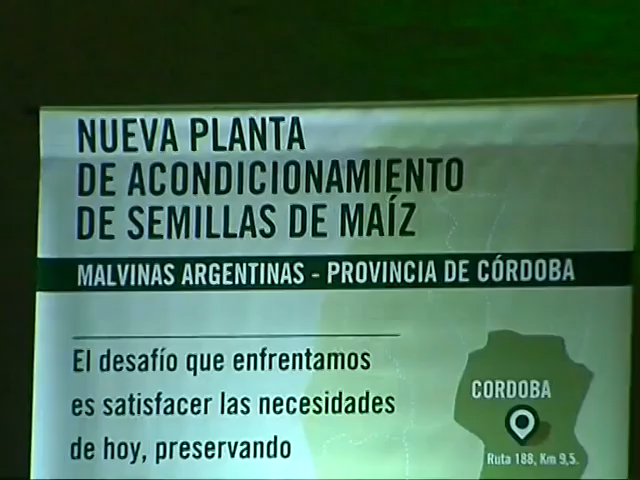 NUEVA PLANTA
DE ACONDICIONAMIENTO
DE SEMILLAS DE MAÍZ
MALVINAS ARGENTINAS - PROVINCIA DE CÓRDOBA
El desafío que enfrentamos
es satisfacer las necesidades
de hoy, preservando
CORDOBA
Ruta 188, Km 9,5.